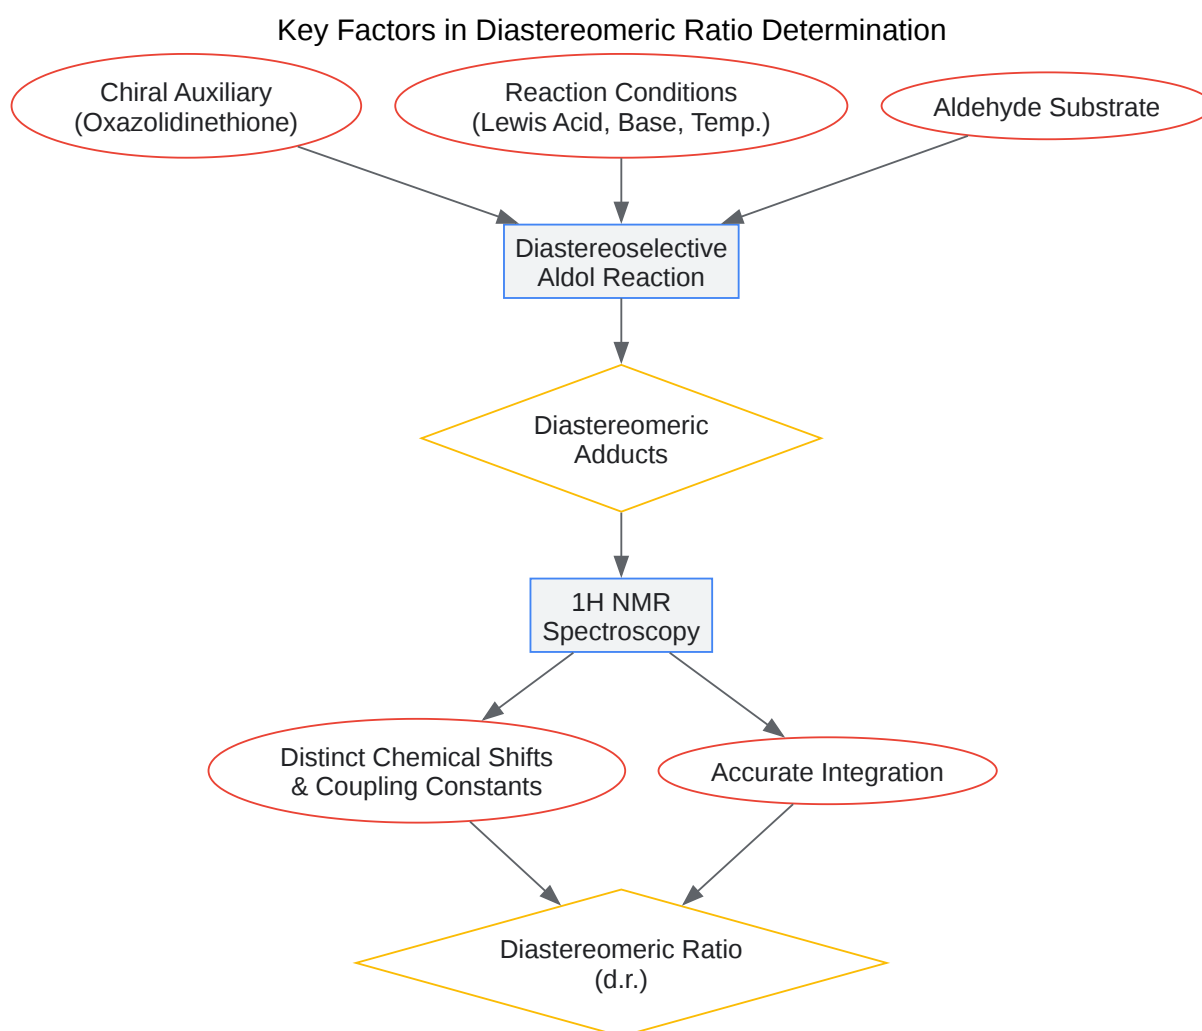 Key Factors in Diastereomeric Ratio Determination
Chiral Auxiliary
(Oxazolidinethione)
Reaction Conditions
(Lewis Acid, Base, Temp.)
Aldehyde Substrate
Diastereoselective
Aldol Reaction
Diastereomeric
Adducts
1H NMR
Spectroscopy
Distinct Chemical Shifts
& Coupling Constants
Accurate Integration
Diastereomeric Ratio
(d.r.)